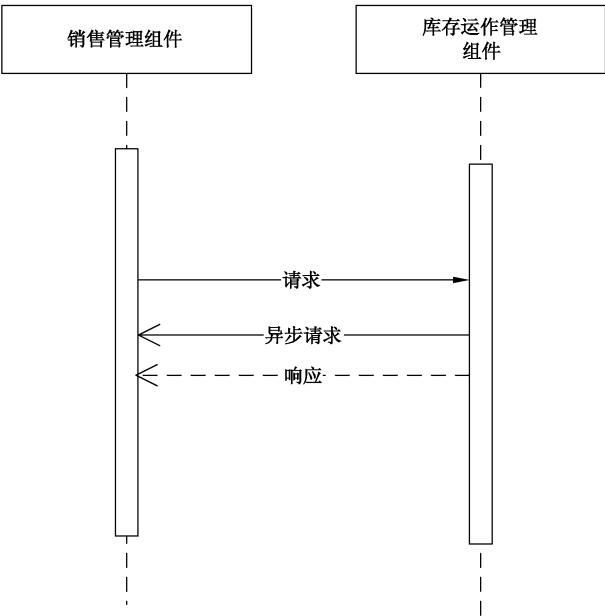 销售管理组件
库存运作管理
组件
请求
异步请求
响应